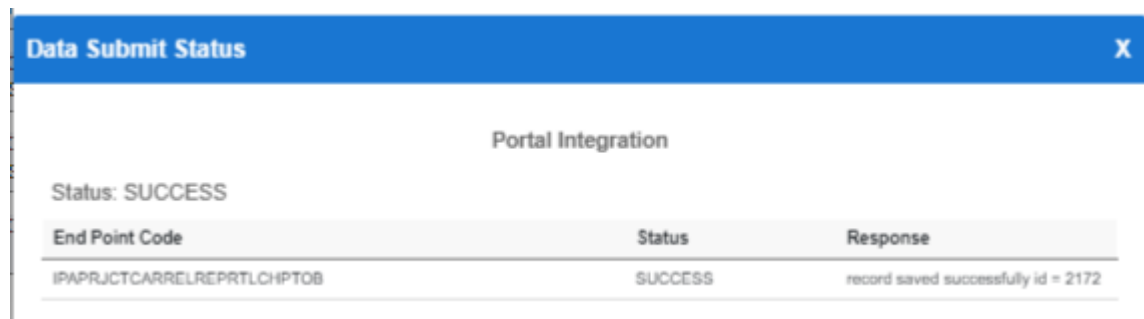 Data Submit Status X
Portal Integration
Status: SUCCESS
End Point Code Status Response
IPAPRJCTCARRELREPRTLCHPTOB SUCCESS record saved successfully id = 2172